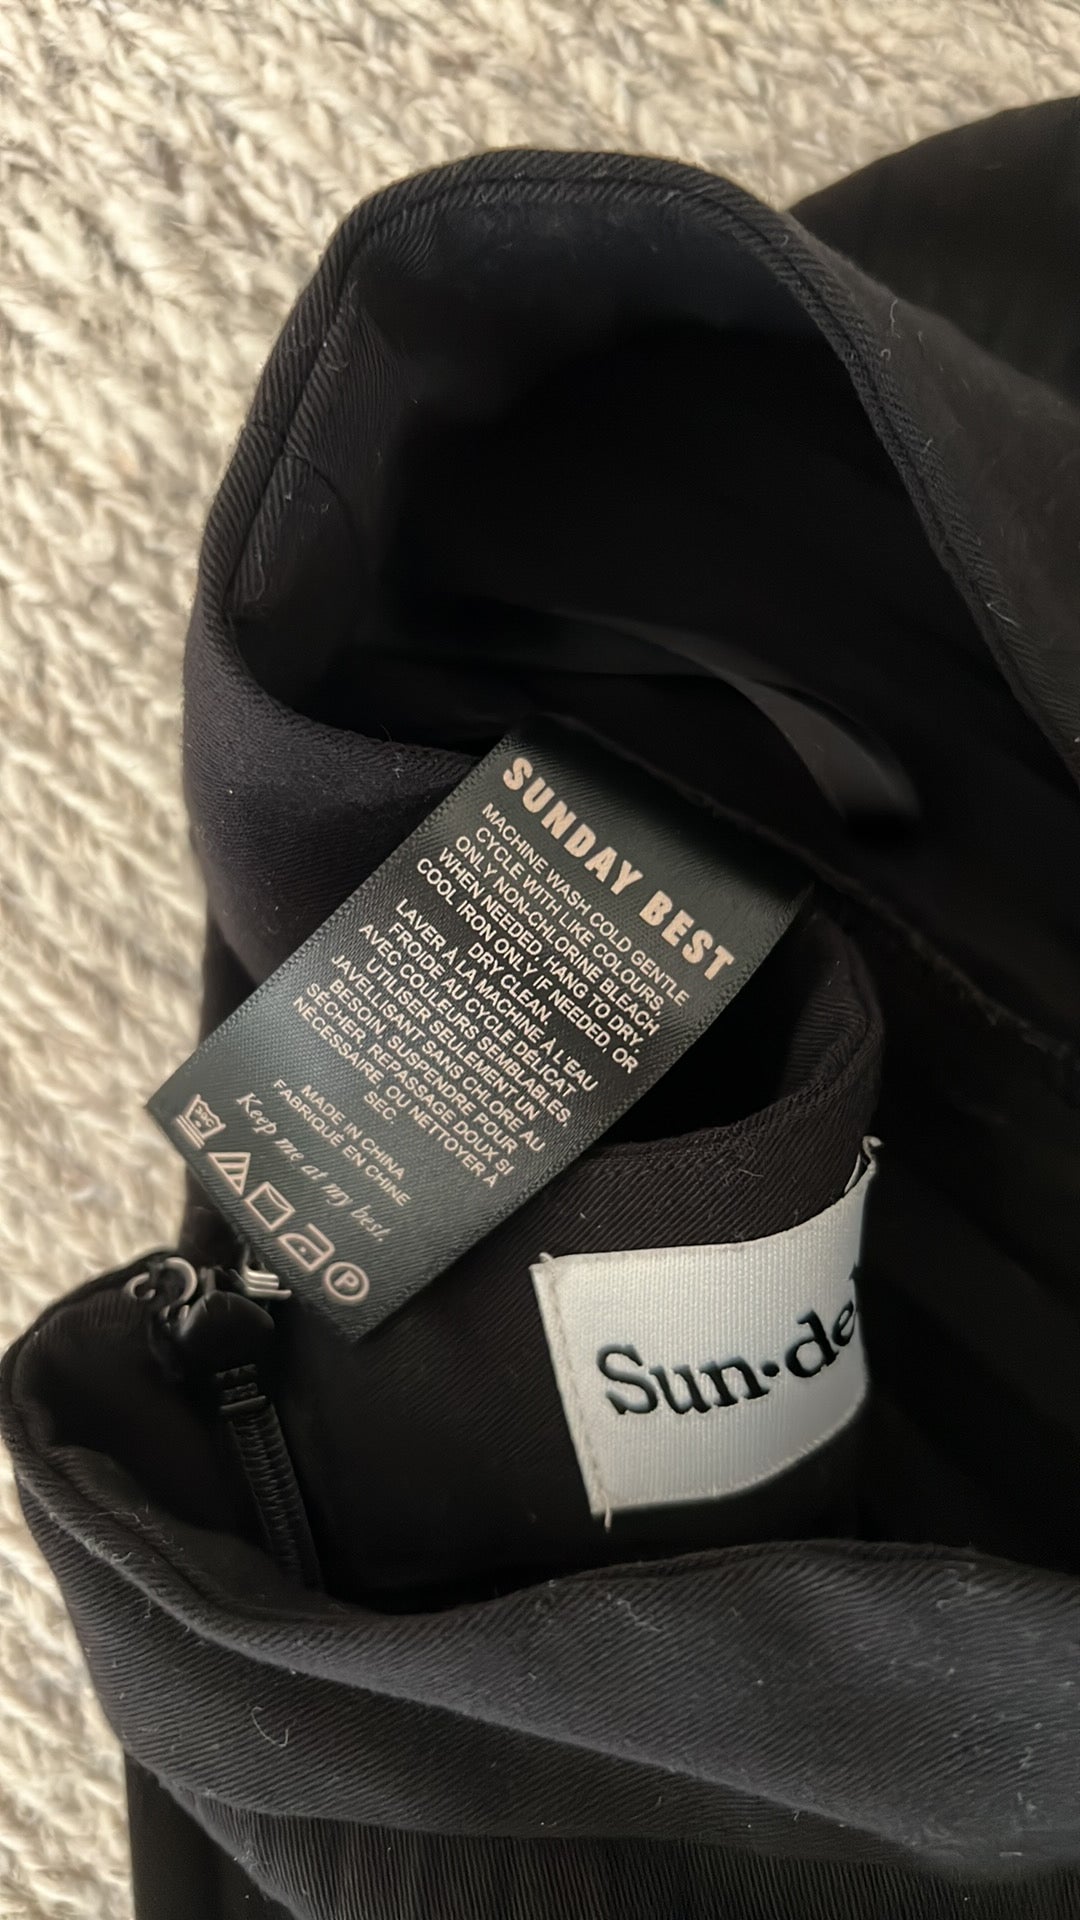 SUNDAY BEST
MACHINE WASH COLD GENTLE
CYCLE WITH LIKE COLOURS.
ONLY NON-CHLORINE BLEACH
WHEN NEEDED, HANG TO DRY,
COOL IRON ONLY IF NEEDED, OR
DRY CLEAN.
LAVER À LA MACHINE À L'EAU
FROIDE AU CYCLE DÉLICAT
AVEC COULEURS SEMBLABLES.
UTILISER SEULEMENT UN
JAVELLISANT SANS CHLORE AU
BESOIN, SUSPENDRE POUR
SÉCHER, REPASSAGE DOUX SI
NÉCESSAIRE OU NETTOYER À
SEC.
MADE IN CHINA
FABRIQUÉ EN CHINE
Keep me at my best.
P
Sun·de